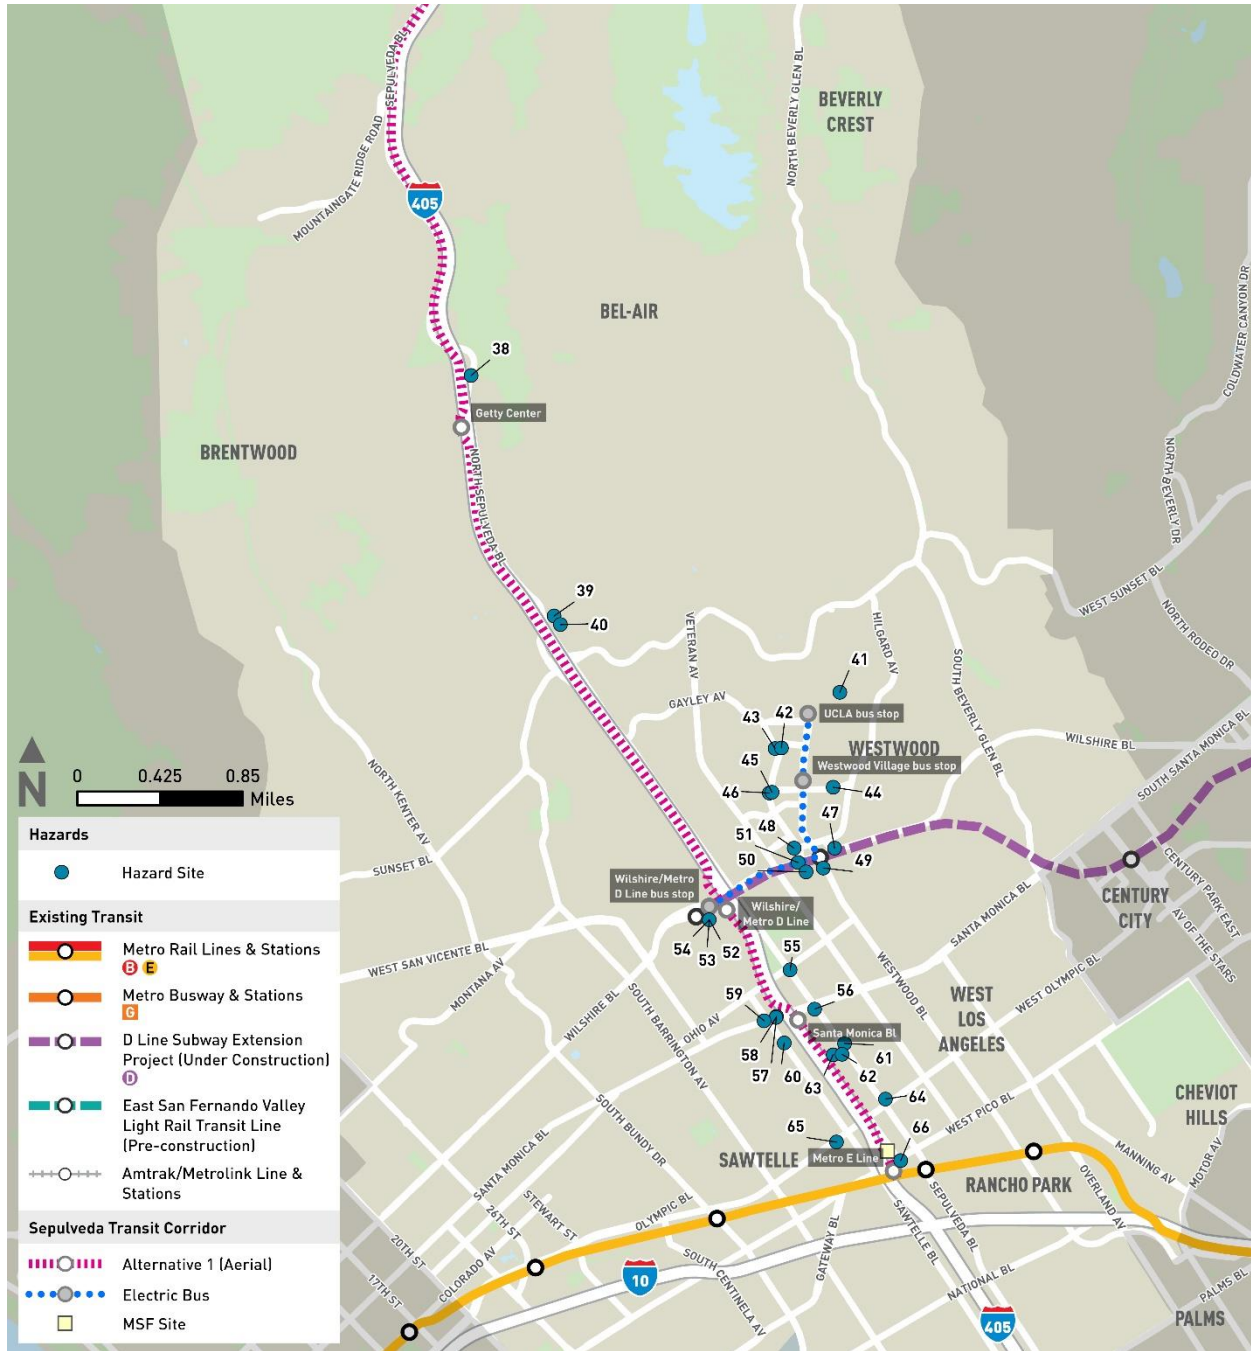 SEPULVEDA BL
BEVERLY
CREST
NORTH BEVERLY GLEN BL
MOUNTAINGATE RIDGE ROAD
405
COLDWATER CANYON DR
BEL-AIR
38
Getty Center
BRENTWOOD
NORTH SEPULVEDA BL
NORTH BEVERLY DR
WEST SUNSET BL
NORTH RODEO DR
39
40
VETERAN AV
HILGARD AV
SOUTH BEVERLY GLEN BL
41
GAYLEY AV
UCLA bus stop
43
42
WESTWOOD
WILSHIRE BL
SOUTH SANTA MONICA BL
45
Westwood Village bus stop
46
44
N
0 0.425 0.85
Miles
NORTH KENTER AV
SUNSET BL
51
48
47
50
49
Wilshire/Metro
D Line bus stop
Wilshire/
Metro D Line
CENTURY
CITY
CENTURY PARK EAST
AV OF THE STARS
SANTA MONICA BL
54
53
52
WEST SAN VICENTE BL
MONTANA AV
WILSHIRE BL
SOUTH BARRINGTON AV
OHIO AV
55
WESTWOOD BL
WEST OLYMPIC BL
59
56
Santa Monica Bl
WEST
LOS
ANGELES
58
57
60
63
61
62
64
CHEVIOT
HILLS
SOUTH BUNDY DR
WEST PICO BL
65
66
SAWTELLE
Metro E Line
MANNING AV
MOTOR AV
RANCHO PARK
OVERLAND AV
SANTA MONICA BL
26TH ST
STEWART ST
OLYMPIC BL
20TH ST
17TH ST
COLORADO AV
SOUTH CENTINELA AV
GATEWAY BL
SAWTELLE BL
SEPULVEDA BL
NATIONAL BL
PALMS BL
10
405
PALMS
Hazards
Hazard Site
Existing Transit
Metro Rail Lines & Stations
B E
Metro Busway & Stations
G
D Line Subway Extension
Project (Under Construction)
D
East San Fernando Valley
Light Rail Transit Line
(Pre-construction)
Amtrak/Metrolink Line &
Stations
Sepulveda Transit Corridor
Alternative 1 (Aerial)
Electric Bus
MSF Site